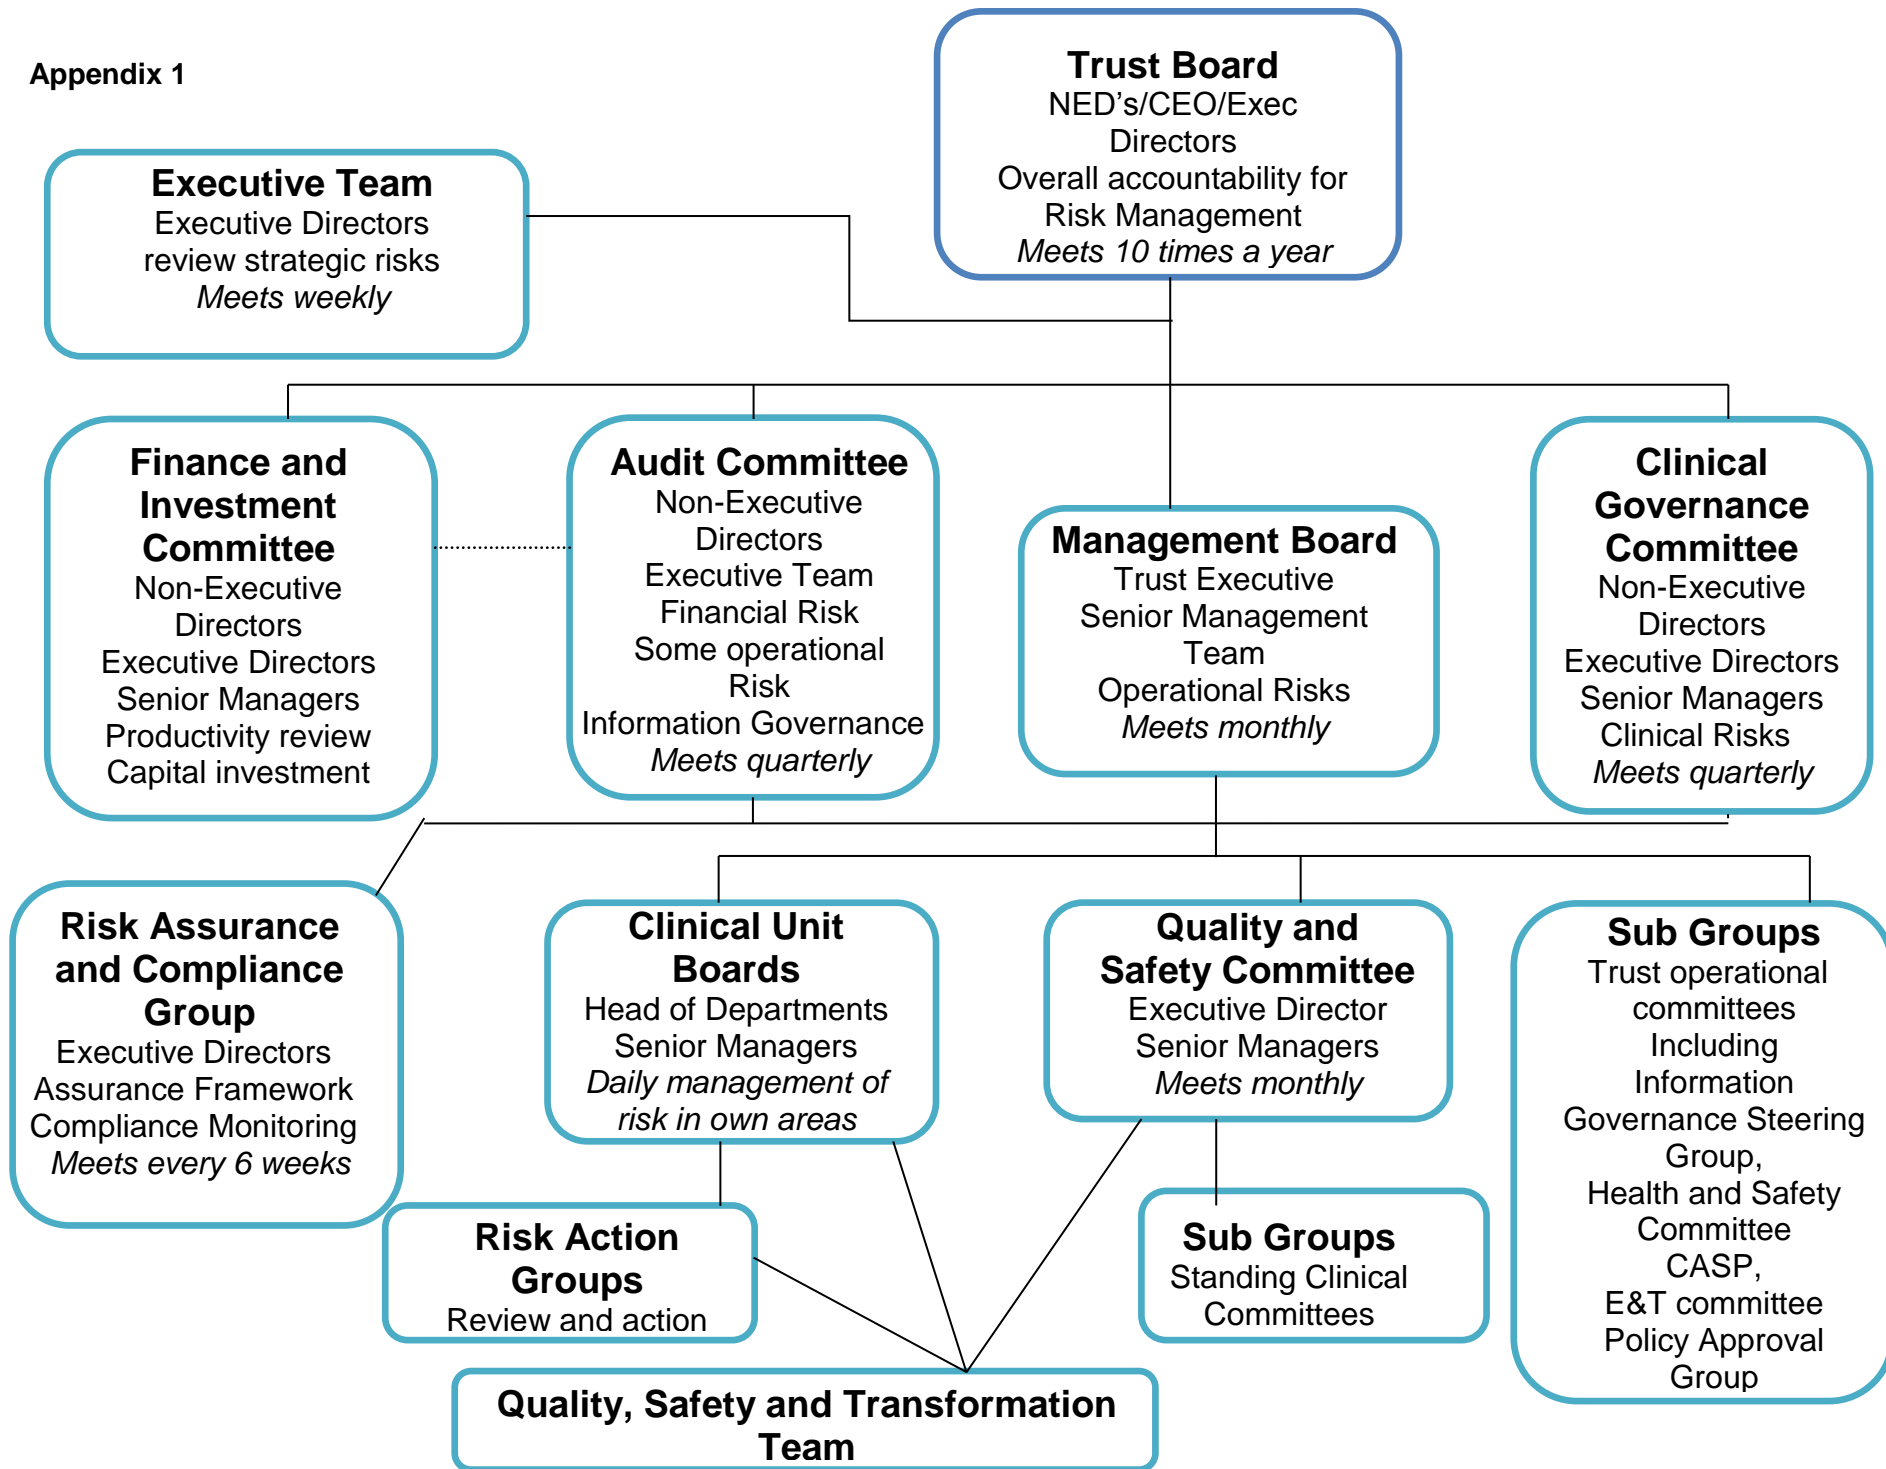 Appendix 1
Trust Board
NED's/CEO/Exec
Directors
Overall accountability for
Risk Management
Meets 10 times a year
Executive Team
Executive Directors
review strategic risks
Meets weekly
Finance and
Investment
Committee
Non-Executive
Directors
Executive Directors
Senior Managers
Productivity review
Capital investment
Audit Committee
Non-Executive
Directors
Executive Team
Financial Risk
Some operational
Risk
Information Governance
Meets quarterly
Management Board
Trust Executive
Senior Management
Team
Operational Risks
Meets monthly
Clinical
Governance
Committee
Non-Executive
Directors
Executive Directors
Senior Managers
Clinical Risks
Meets quarterly
Risk Assurance
and Compliance
Group
Executive Directors
Assurance Framework
Compliance Monitoring
Meets every 6 weeks
Clinical Unit
Boards
Head of Departments
Senior Managers
Daily management of
risk in own areas
Quality and
Safety Committee
Executive Director
Senior Managers
Meets monthly
Sub Groups
Trust operational
committees
Including
Information
Governance Steering
Group,
Health and Safety
Committee
CASP,
E&T committee
Policy Approval
Group
Risk Action
Groups
Review and action
Sub Groups
Standing Clinical
Committees
Quality, Safety and Transformation
Team